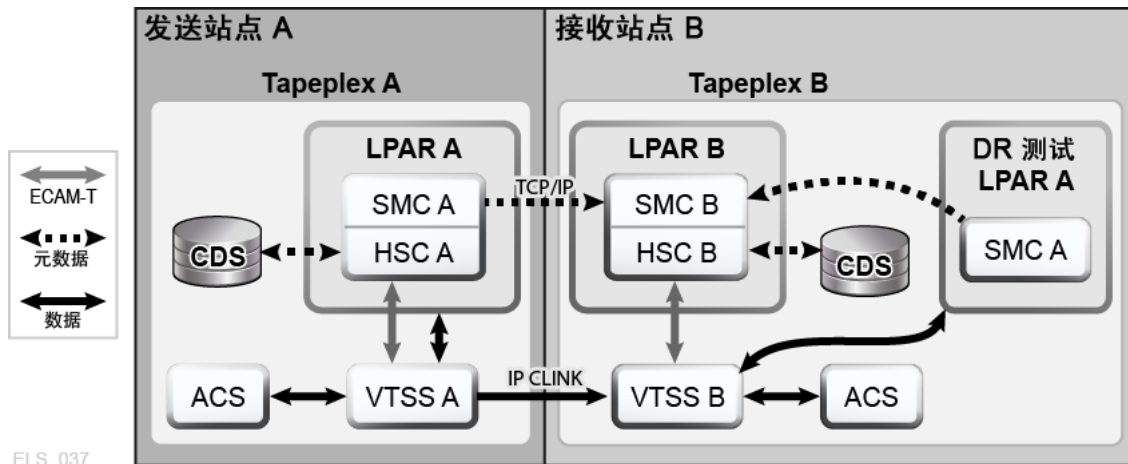 发送站点 A
接收站点 B
Tapeplex A
Tapeplex B
ECAM-T
元数据
数据
LPAR A
SMC A
HSC A
CDS
ACS
VTSS A
TCP/IP
IP CLINK
LPAR B
SMC B
HSC B
CDS
VTSS B
ACS
DR 测试
LPAR A
SMC A
ELS_037